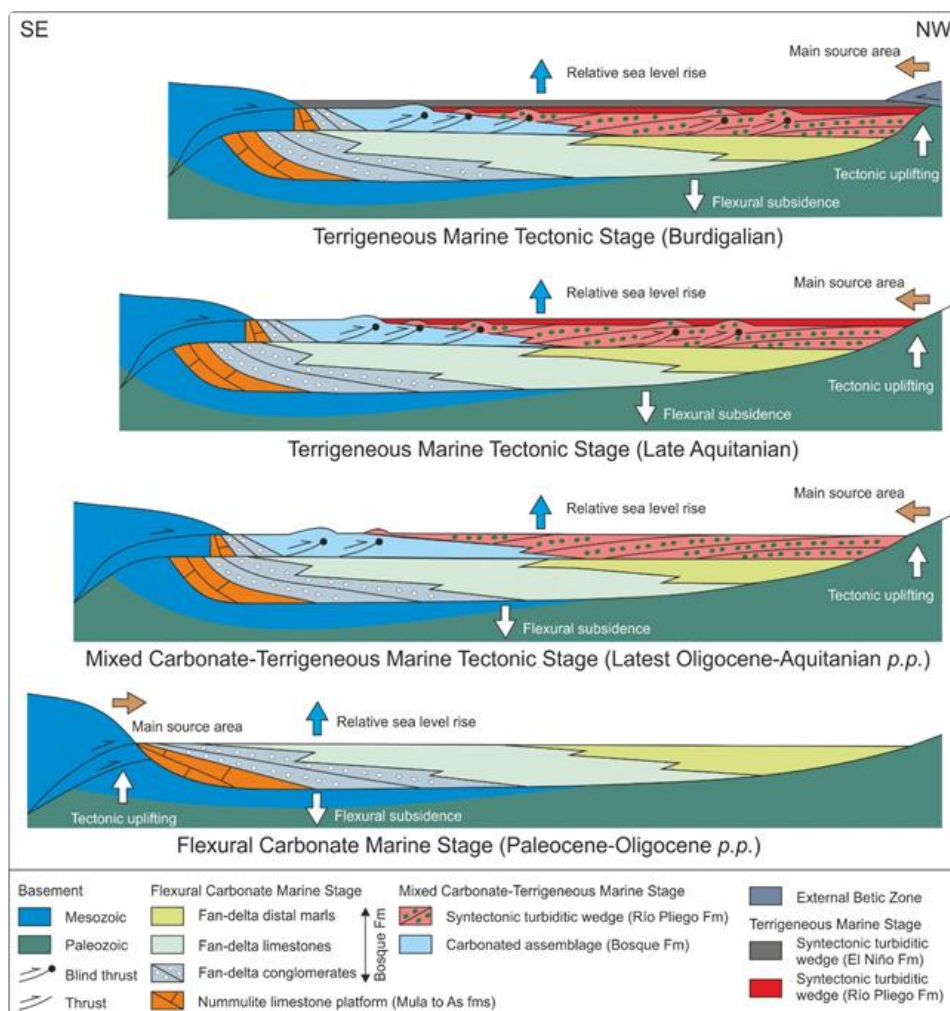 SE
NW
Main source area
Relative sea level rise
Tectonic uplifting
Flexural subsidence
Terrigeneous Marine Tectonic Stage (Burdigalian)
Main source area
Relative sea level rise
Tectonic uplifting
Flexural subsidence
Terrigeneous Marine Tectonic Stage (Late Aquitanian)
Main source area
Relative sea level rise
Tectonic uplifting
Flexural subsidence
Mixed Carbonate-Terrigeneous Marine Tectonic Stage (Latest Oligocene-Aquitanian p.p.)
Main source area
Relative sea level rise
Tectonic uplifting
Flexural subsidence
Flexural Carbonate Marine Stage (Paleocene-Oligocene p.p.)
Basement
Mesozoic
Paleozoic
Blind thrust
Thrust
Flexural Carbonate Marine Stage
Fan-delta distal marls
Fan-delta limestones
Fan-delta conglomerates
Bosque Fm
Nummulite limestone platform (Mula to As fms)
Mixed Carbonate-Terrigeneous Marine Stage
Syntectonic turbiditic wedge (Río Pliego Fm)
Carbonated assemblage (Bosque Fm)
External Betic Zone
Terrigeneous Marine Stage
Syntectonic turbiditic
wedge (El Niño Fm)
Syntectonic turbiditic
wedge (Río Pliego Fm)